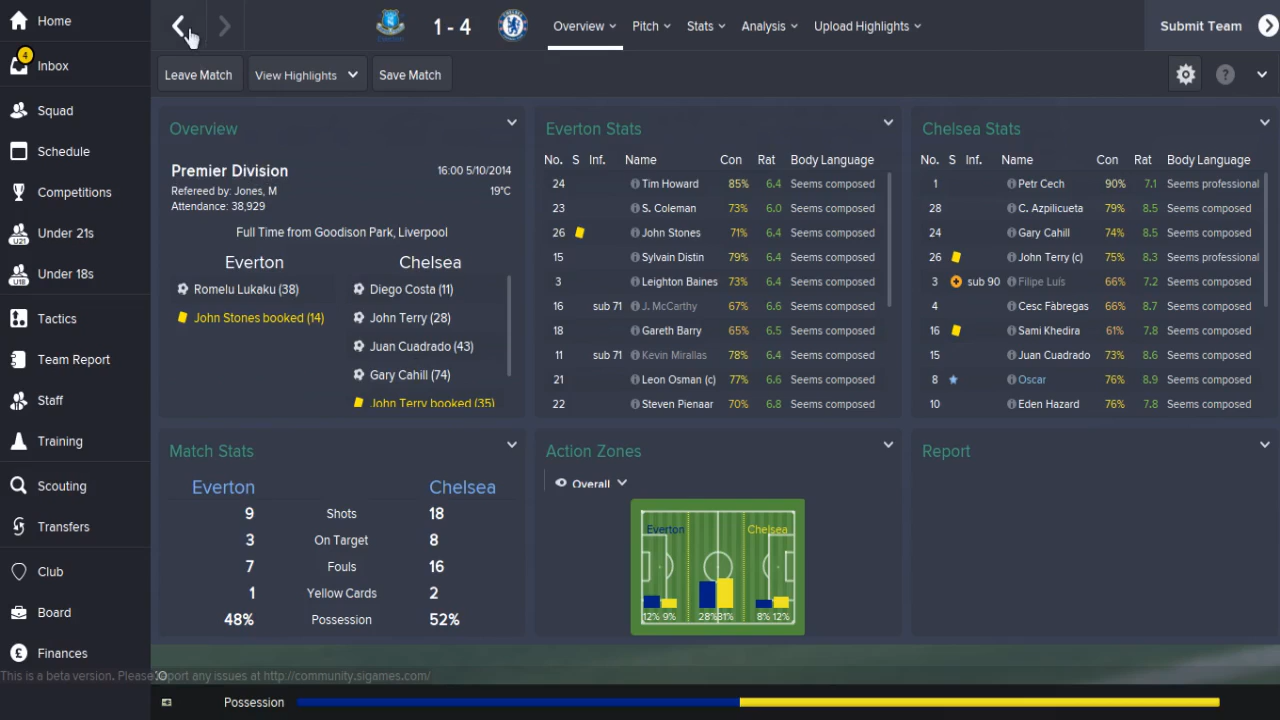 Home
Inbox
4
Squad
Schedule
Competitions
Under 21s
U21
Under 18s
U18
Tactics
Team Report
Staff
Training
Scouting
Transfers
Club
Board
Finances
1 - 4
Overview
Pitch
Stats
Analysis
Upload Highlights
Submit Team
Leave Match
View Highlights
Save Match
?
Overview
Premier Division 16:00 5/10/2014
Refereed by: Jones, M 19°C
Attendance: 38,929
Full Time from Goodison Park, Liverpool
Everton Chelsea
Romelu Lukaku (38) Diego Costa (11)
John Stones booked (14) John Terry (28)
Juan Cuadrado (43)
Gary Cahill (74)
John Terry booked (35)
Everton Stats
No. S Inf. Name Con Rat Body Language
24 Tim Howard 85% 6.4 Seems composed
23 S. Coleman 73% 6.0 Seems composed
26 John Stones 71% 6.4 Seems composed
15 Sylvain Distin 79% 6.4 Seems composed
3 Leighton Baines 73% 6.4 Seems composed
16 sub 71 J. McCarthy 67% 6.6 Seems composed
18 Gareth Barry 65% 6.5 Seems composed
11 sub 71 Kevin Mirallas 78% 6.4 Seems composed
21 Leon Osman (c) 77% 6.6 Seems composed
22 Steven Pienaar 70% 6.8 Seems composed
Chelsea Stats
No. S Inf. Name Con Rat Body Language
1 Petr Cech 90% 7.1 Seems professional
28 C. Azpilicueta 79% 8.5 Seems composed
24 Gary Cahill 74% 8.5 Seems composed
26 John Terry (c) 75% 8.3 Seems professional
3 sub 90 Filipe Luís 66% 7.2 Seems composed
4 Cesc Fàbregas 66% 8.7 Seems composed
16 Sami Khedira 61% 7.8 Seems composed
15 Juan Cuadrado 73% 8.6 Seems composed
8 Oscar 76% 8.9 Seems composed
10 Eden Hazard 76% 7.8 Seems composed
Match Stats
Everton Chelsea
9 Shots 18
3 On Target 8
7 Fouls 16
1 Yellow Cards 2
48% Possession 52%
Action Zones
Overall
Everton Chelsea
12% 9% 28% 31% 8% 12%
Report
This is a beta version. Please report any issues at http://community.sigames.com/
Possession